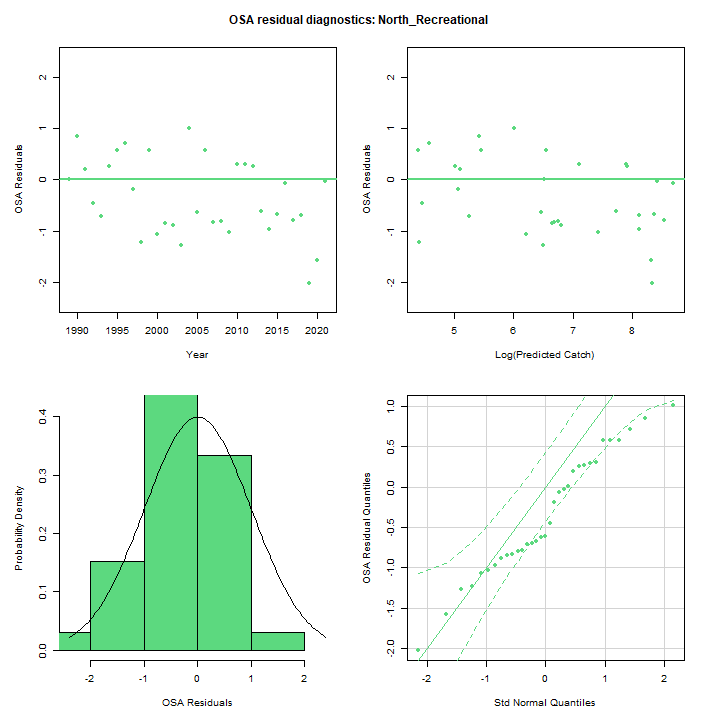 OSA residual diagnostics: North_Recreational
OSA Residuals
2
1
0
-1
-2
1990 1995 2000 2005 2010 2015 2020
Year
OSA Residuals
2
1
0
-1
-2
5 6 7 8
Log(Predicted Catch)
Probability Density
0.4
0.3
0.2
0.1
0.0
-2 -1 0 1 2
OSA Residuals
OSA Residual Quantiles
1.0
0.5
0.0
-0.5
-1.0
-1.5
-2.0
-2 -1 0 1 2
Std Normal Quantiles